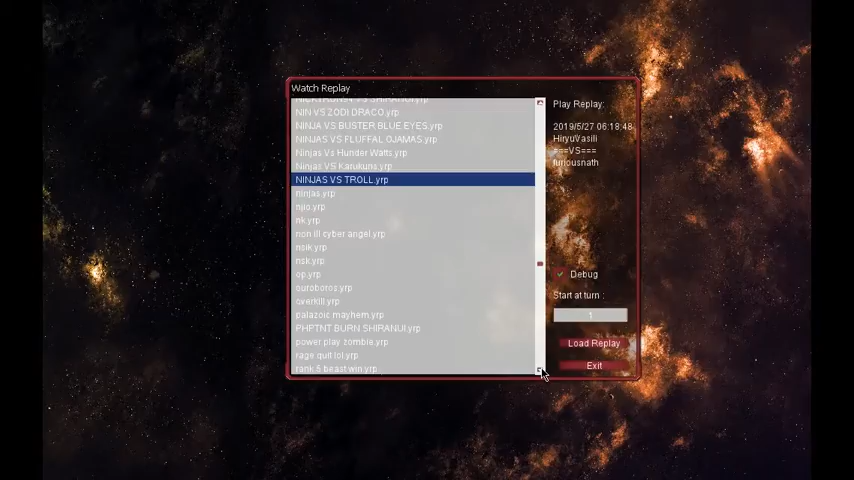 Watch Replay
NIN VS ZODI DRACO.yrp
NINJA VS BUSTER BLUE EYES.yrp
NINJAS VS FLUFFAL OJAMAS.yrp
Ninjas Vs Hunder Watts.yrp
Ninjas VS Karukuns.yrp
NINJAS VS TROLL.yrp
ninjas.yrp
njio.yrp
nk.yrp
non ill cyber angel.yrp
nsik.yrp
nsk.yrp
op.yrp
ouroboros.yrp
overkill.yrp
palazoic mayhem.yrp
PHPTNT BURN SHIRANUI.yrp
power play zombie.yrp
rage quit lol.yrp
rank 5 beast win.yrp
Play Replay:
2019/5/27 06:18:48
HiryuVasili
===VS===
furiousnath
Debug
Start at turn :
1
Load Replay
Exit